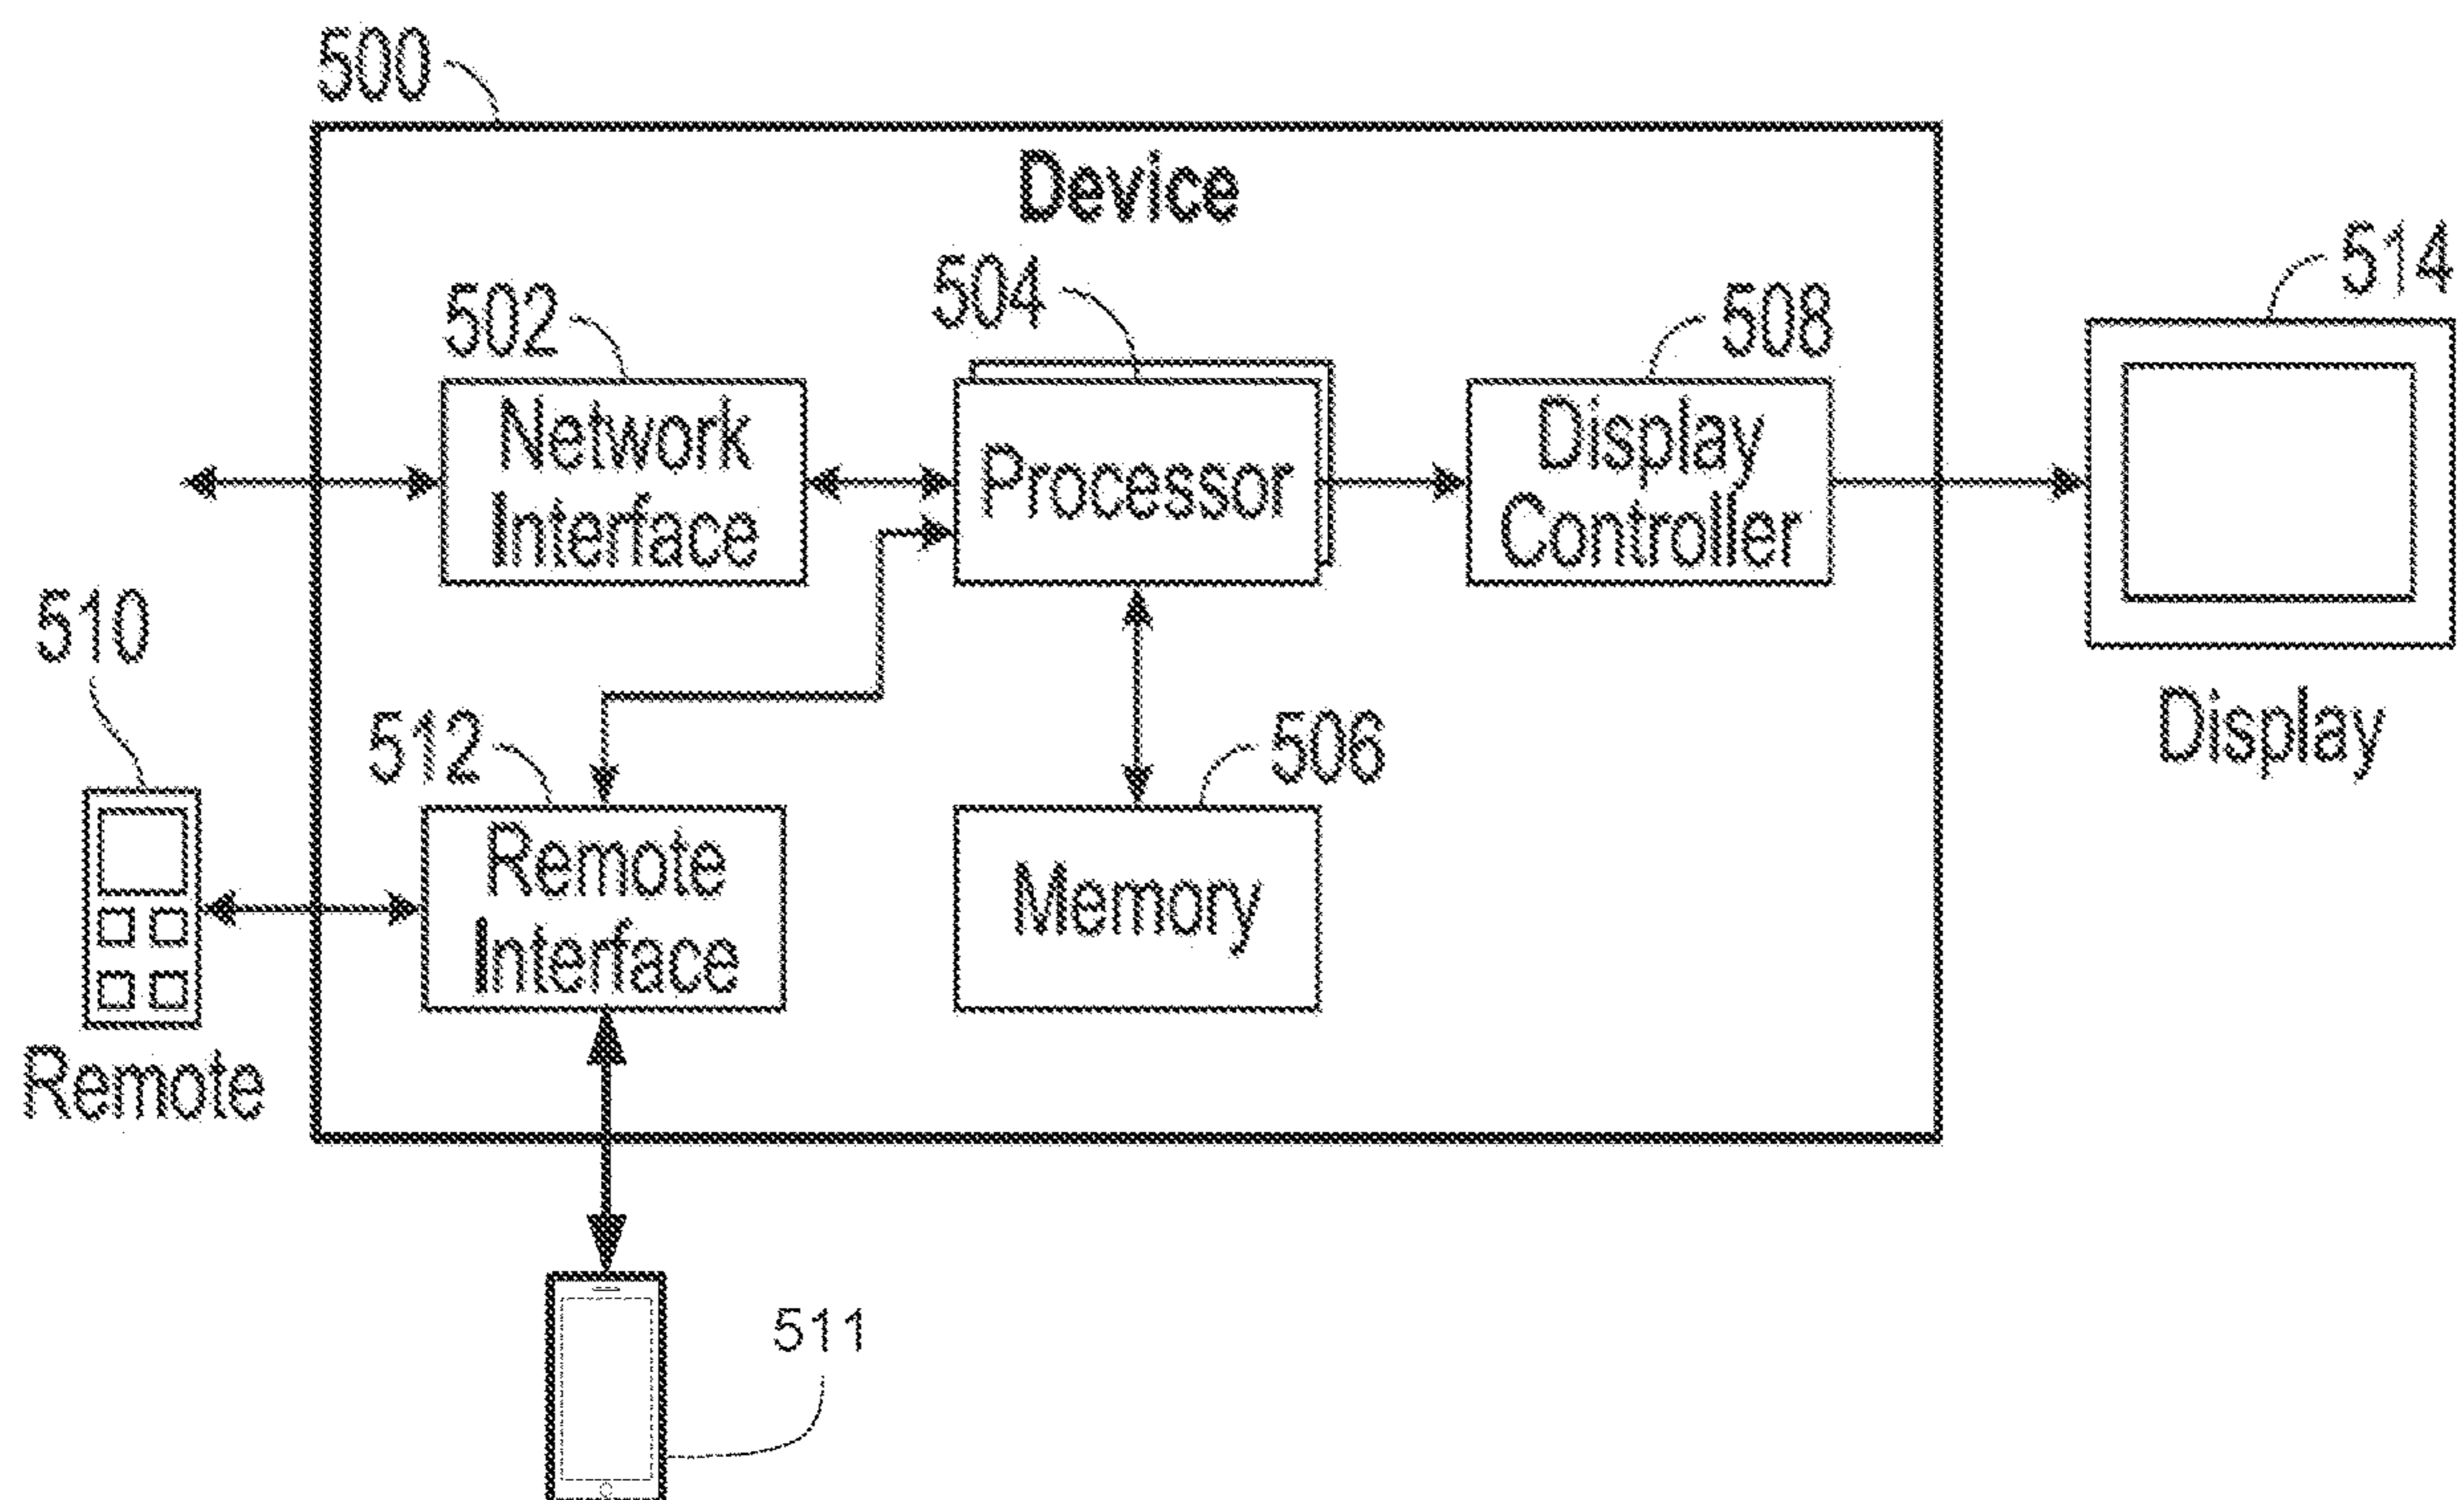 500
Device
514
504
502
508
Network
Interface
Processor
Display
Controller
510
Display
512
506
Remote
Interface
Memory
Remote
511